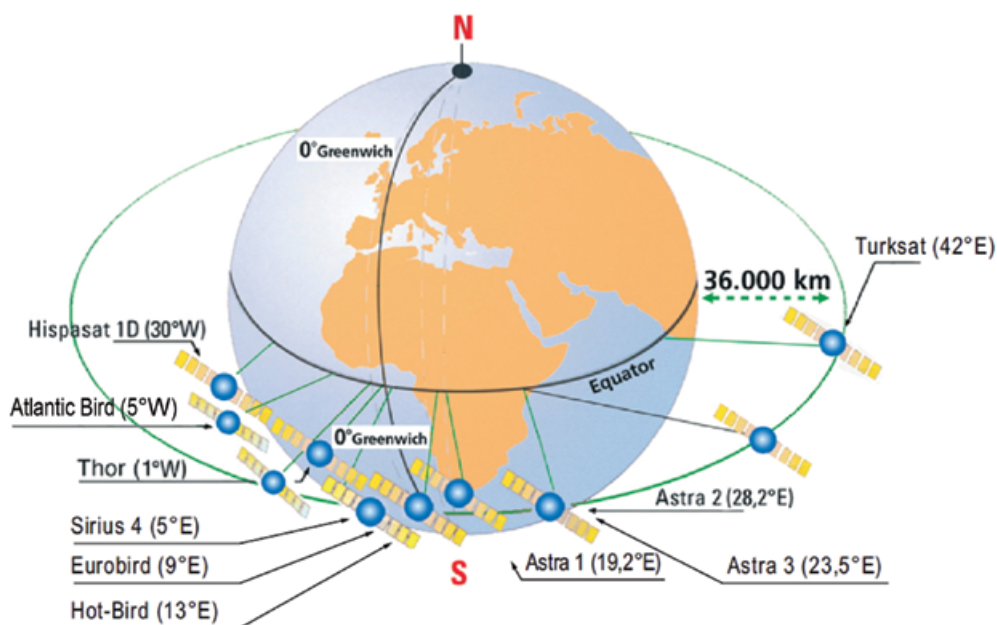 N
0°Greenwich
Turksat (42°E)
36.000 km
Hispasat 1D (30°W)
Equator
Atlantic Bird (5°W)
0°Greenwich
Thor (1°W)
Astra 2 (28,2°E)
Sirius 4 (5°E)
Astra 1 (19,2°E)
Astra 3 (23,5°E)
Eurobird (9°E)
S
Hot-Bird (13°E)